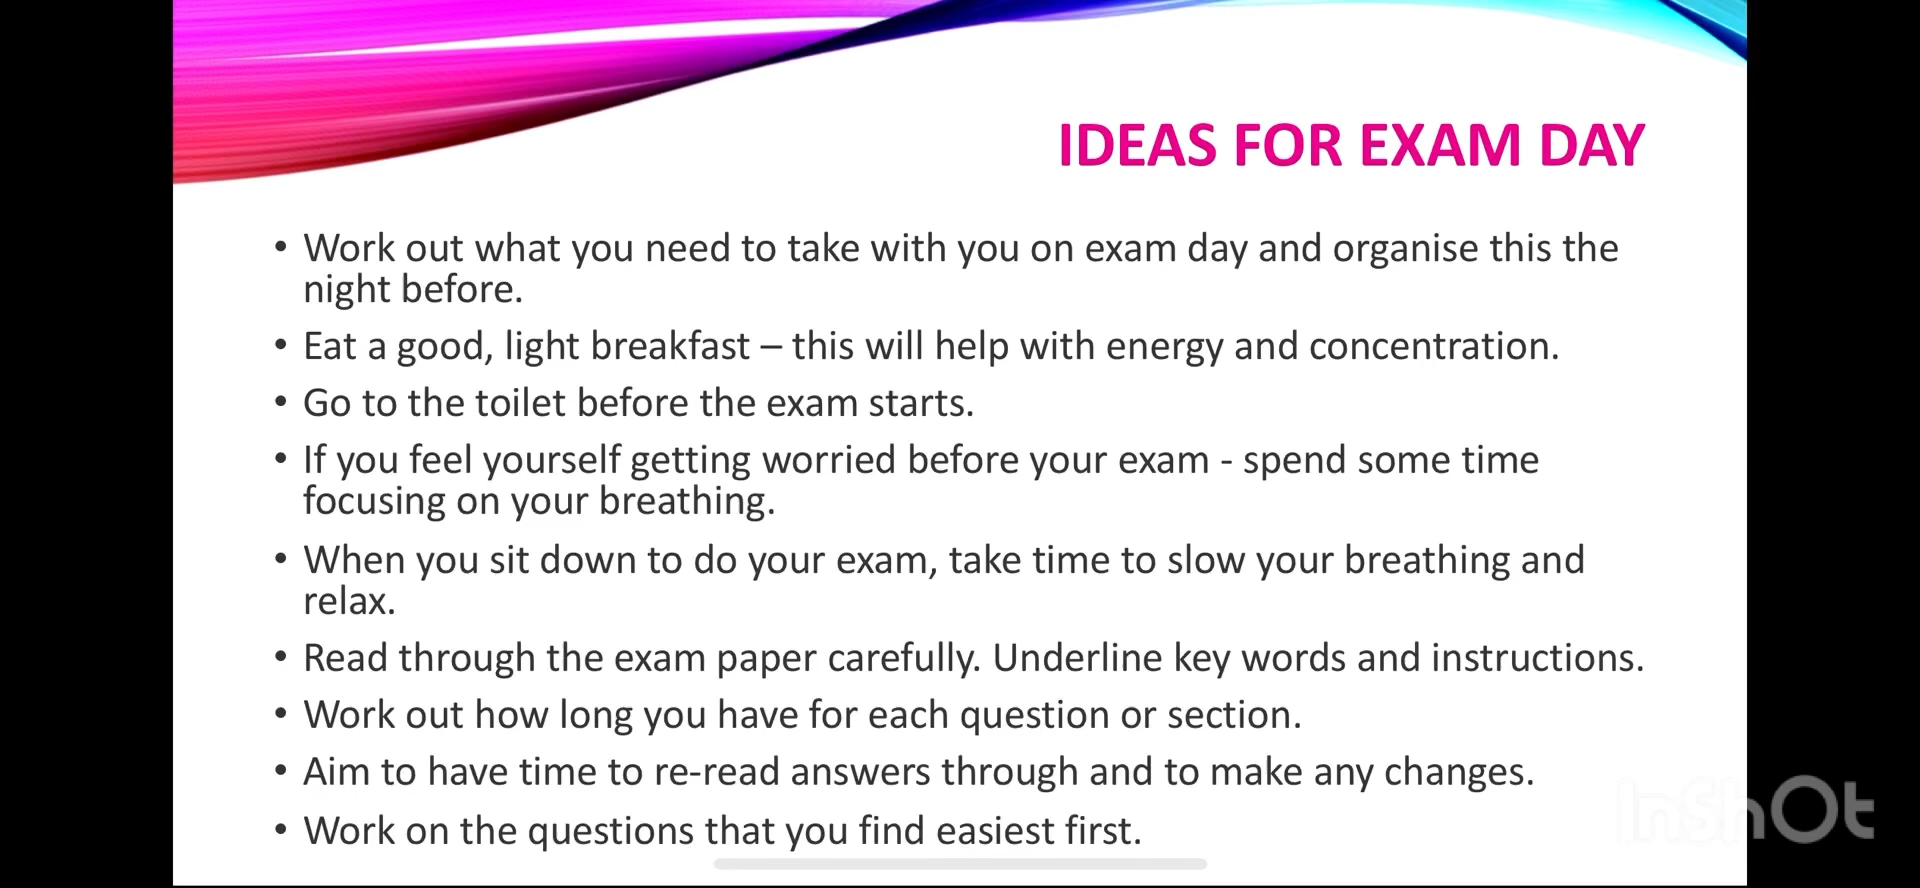 IDEAS FOR EXAM DAY
• Work out what you need to take with you on exam day and organise this the
night before.
• Eat a good, light breakfast – this will help with energy and concentration.
• Go to the toilet before the exam starts.
• If you feel yourself getting worried before your exam - spend some time
focusing on your breathing.
• When you sit down to do your exam, take time to slow your breathing and
relax.
• Read through the exam paper carefully. Underline key words and instructions.
• Work out how long you have for each question or section.
• Aim to have time to re-read answers through and to make any changes.
• Work on the questions that you find easiest first.
InShOt